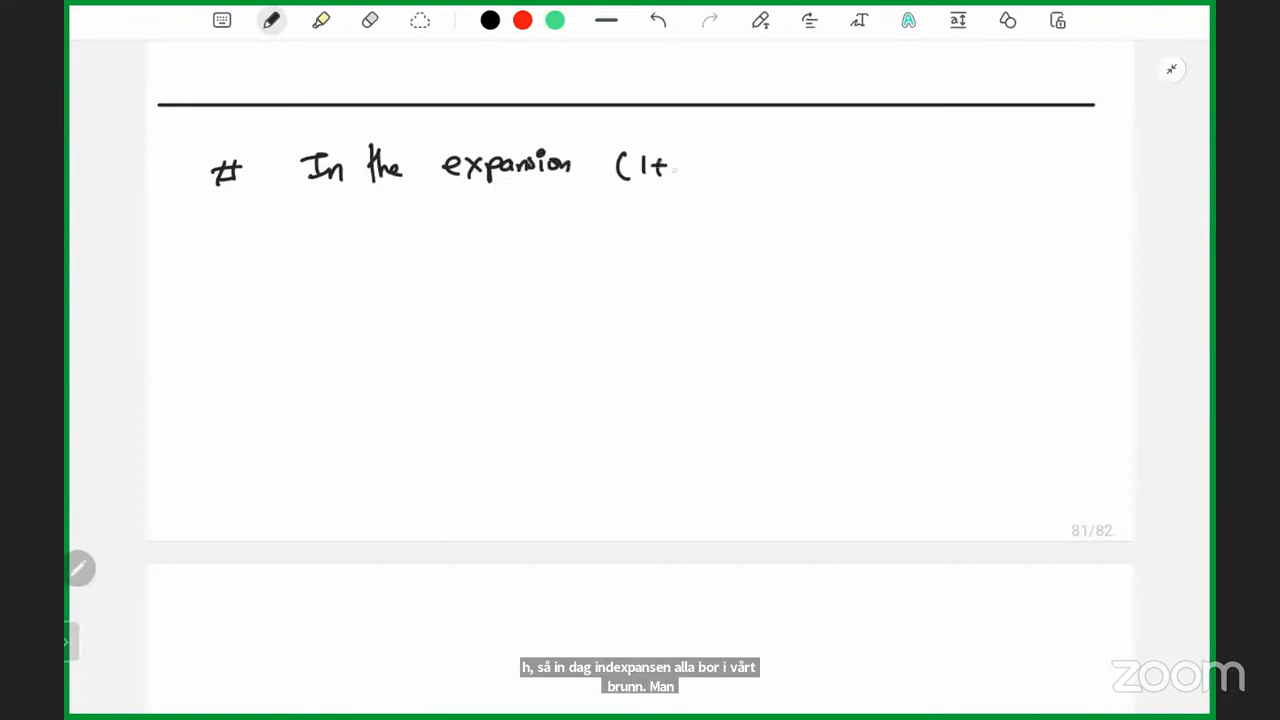 # In the expansion (1+
81/82
h, så in dag indexpansen alla bor i vårt
brunn. Man
zoom